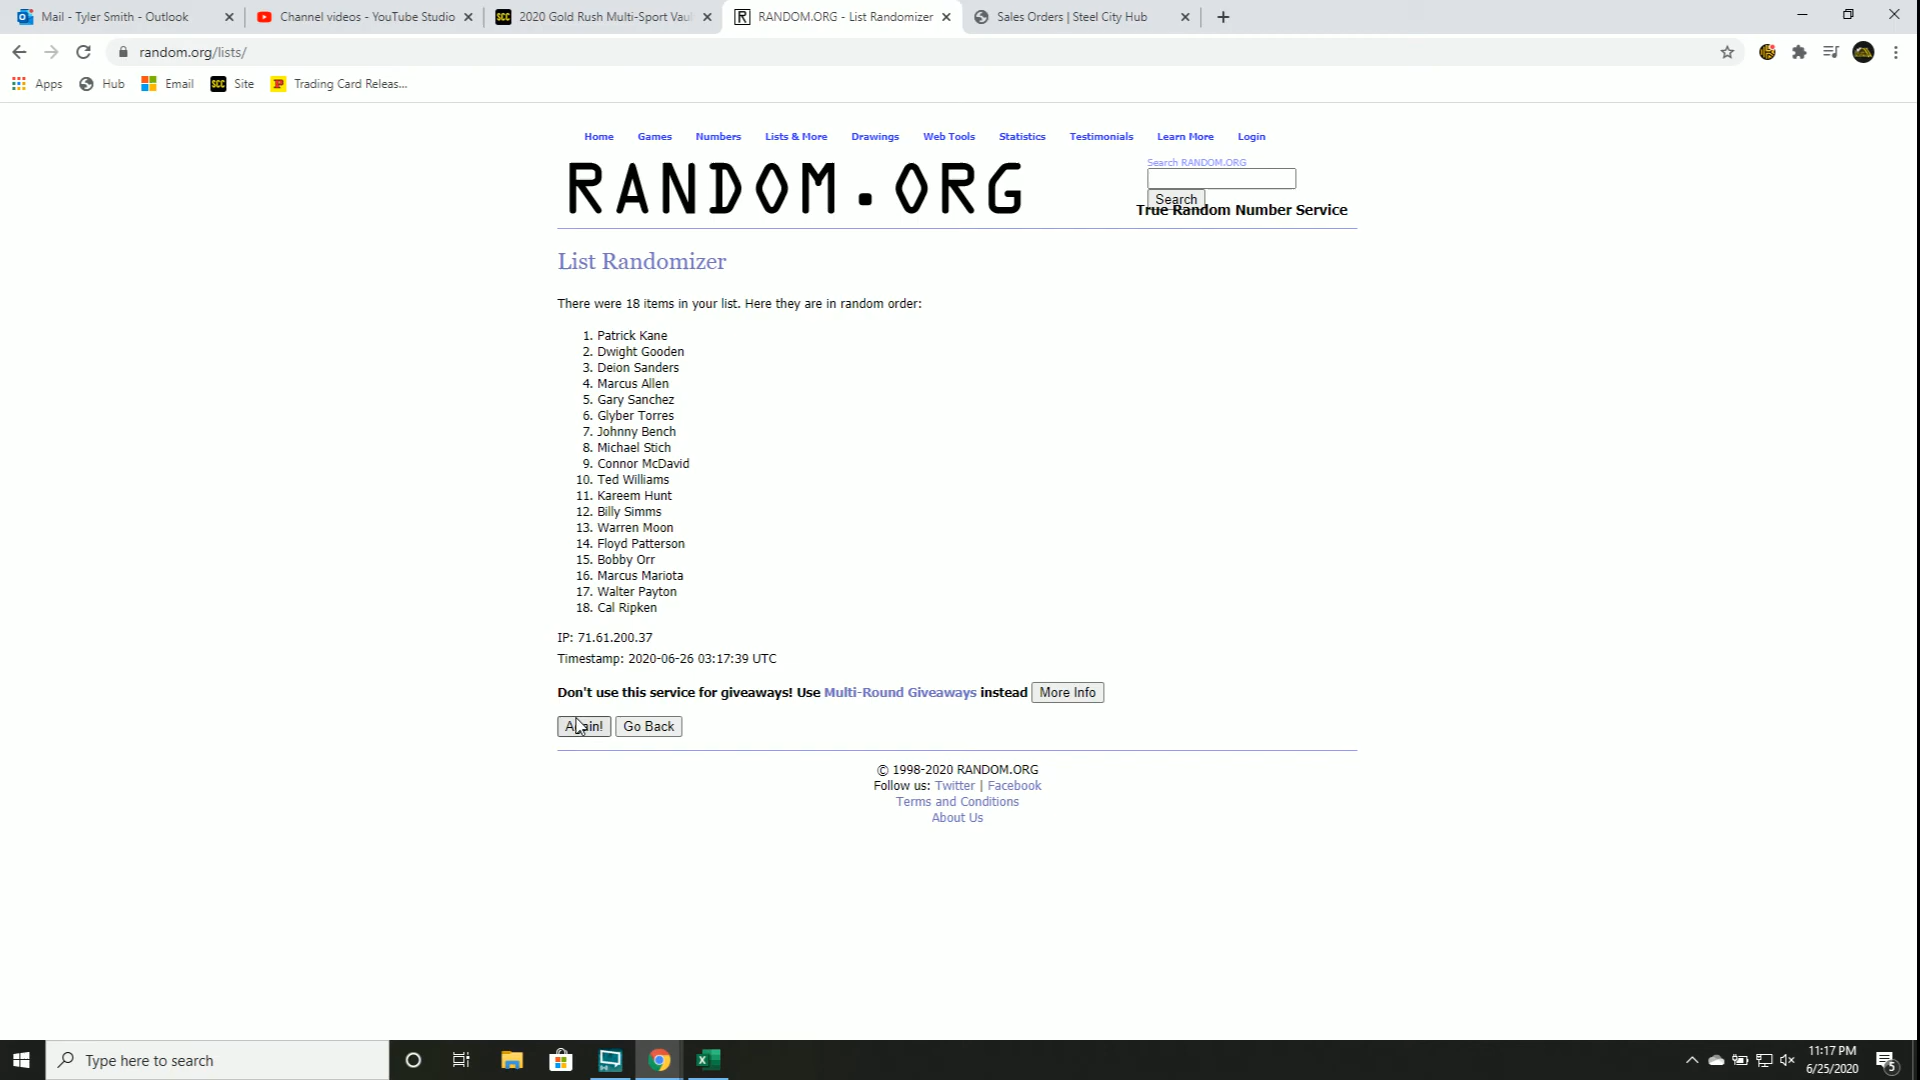 Mail - Tyler Smith - Outlook
Channel videos - YouTube Studio
SCC 2020 Gold Rush Multi-Sport Vau
R RANDOM.ORG - List Randomizer
Sales Orders | Steel City Hub
random.org/lists/
Apps Hub Email SCC Site Trading Card Releas...
Home Games Numbers Lists & More Drawings Web Tools Statistics Testimonials Learn More Login
RANDOM.ORG
Search RANDOM.ORG
Search
True Random Number Service
List Randomizer
There were 18 items in your list. Here they are in random order:
1. Patrick Kane
2. Dwight Gooden
3. Deion Sanders
4. Marcus Allen
5. Gary Sanchez
6. Glyber Torres
7. Johnny Bench
8. Michael Stich
9. Connor McDavid
10. Ted Williams
11. Kareem Hunt
12. Billy Simms
13. Warren Moon
14. Floyd Patterson
15. Bobby Orr
16. Marcus Mariota
17. Walter Payton
18. Cal Ripken
IP: 71.61.200.37
Timestamp: 2020-06-26 03:17:39 UTC
Don't use this service for giveaways! Use Multi-Round Giveaways instead More Info
Again! Go Back
© 1998-2020 RANDOM.ORG
Follow us: Twitter | Facebook
Terms and Conditions
About Us
Type here to search
11:17 PM
6/25/2020
5